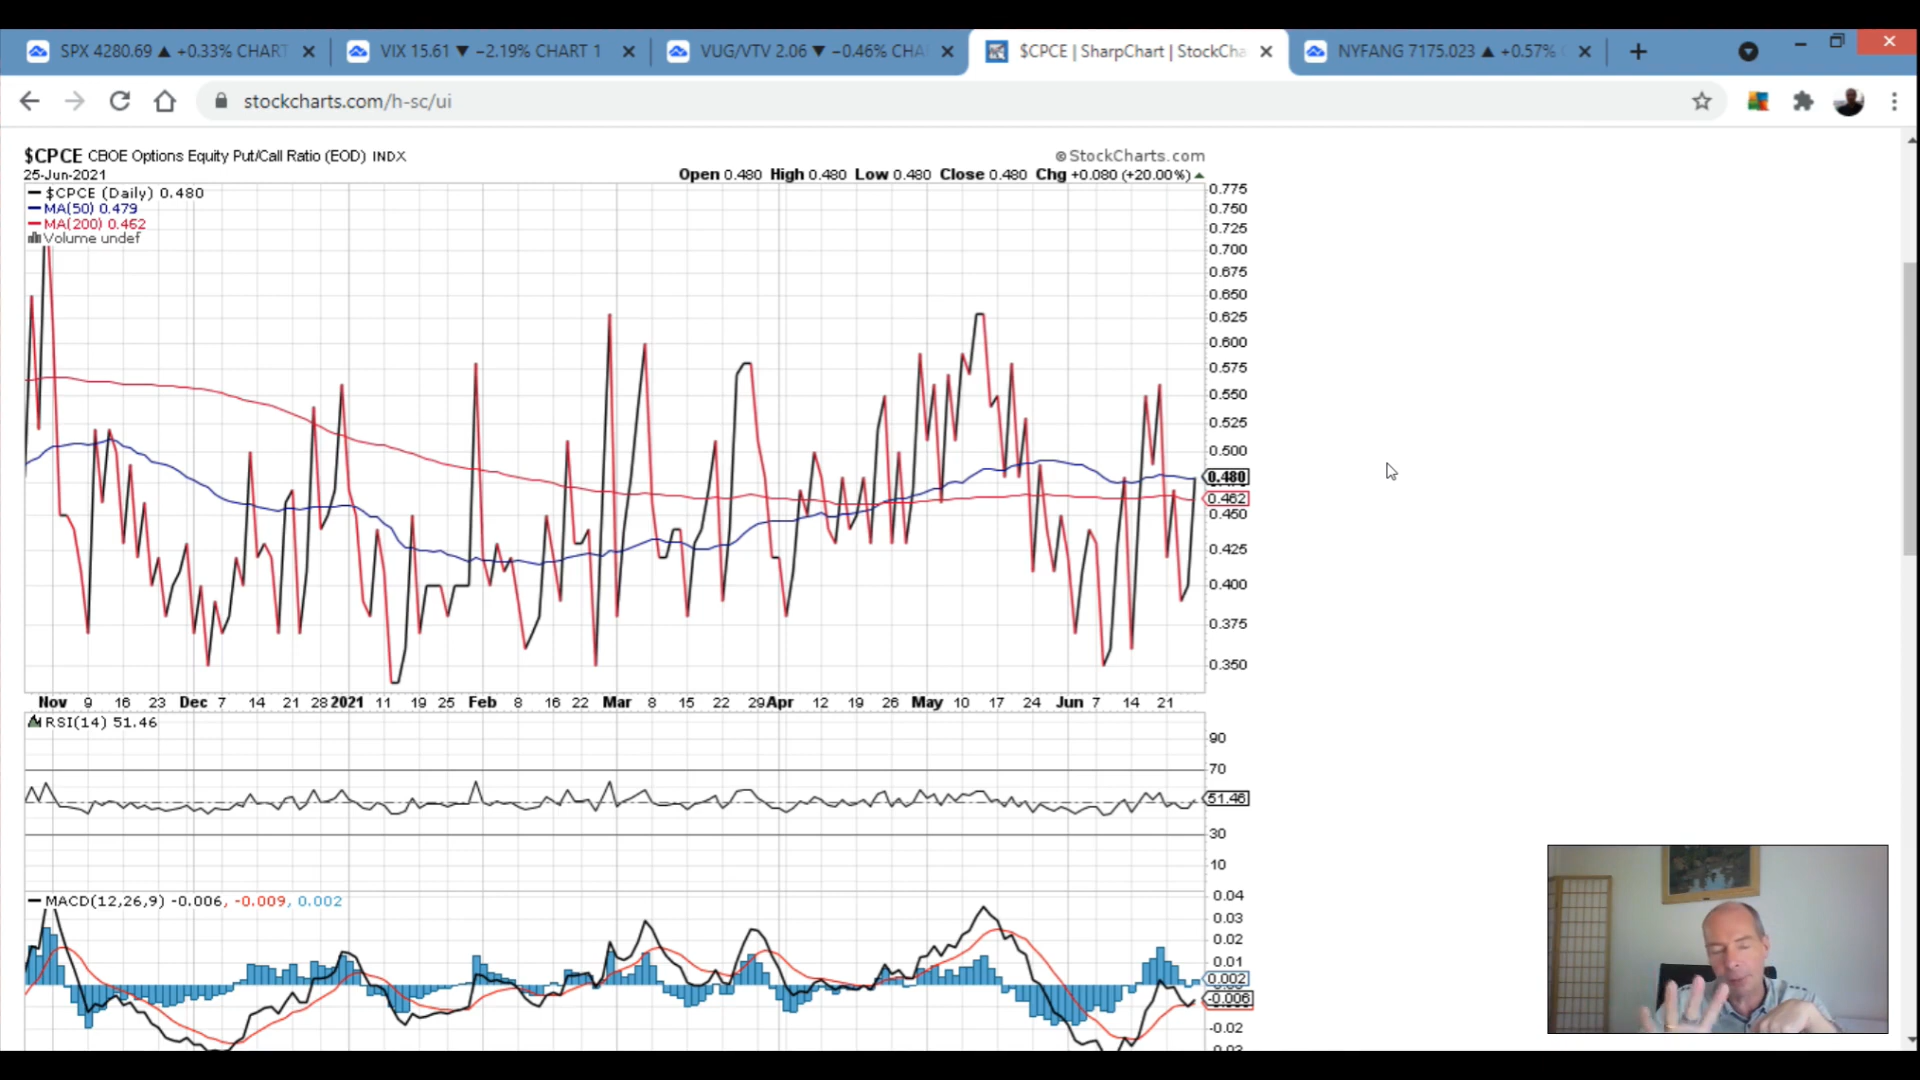 SPX 4280.69 ▲ +0.33% CHART
VIX 15.61 ▼ −2.19% CHART 1
VUG/VTV 2.06 ▼ −0.46% CHA
$CPCE | SharpChart | StockCha
NYFANG 7175.023 ▲ +0.57%
stockcharts.com/h-sc/ui
$CPCE CBOE Options Equity Put/Call Ratio (EOD) INDX
@StockCharts.com
25-Jun-2021
Open 0.480 High 0.480 Low 0.480 Close 0.480 Chg +0.080 (+20.00%) ▲
$CPCE (Daily) 0.480
MA(50) 0.479
MA(200) 0.462
Volume undef
0.775
0.750
0.725
0.700
0.675
0.650
0.625
0.600
0.575
0.550
0.525
0.500
0.480
0.462
0.450
0.425
0.400
0.375
0.350
Nov 9 16 23 Dec 7 14 21 28 2021 11 19 25 Feb 8 16 22 Mar 8 15 22 29 Apr 12 19 26 May 10 17 24 Jun 7 14 21
RSI(14) 51.46
90
70
51.46
30
10
MACD(12,26,9) -0.006, -0.009, 0.002
0.04
0.03
0.02
0.01
0.002
-0.006
-0.02